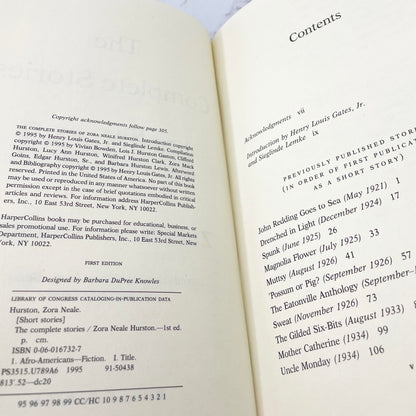 Copyright acknowledgments follow page 305.
THE COMPLETE STORIES OF ZORA NEALE HURSTON. Introduction
copyright © 1995 by Henry Louis Gates, Jr. and Sieglinde Lemke. Compilation
copyright © 1995 by Vivian Bowden, Lois J. Hurston Gaston, Clifford
Hurston, Lucy Ann Hurston, Winifred Hurston Clark, Zora Mack
Goins, Edgar Hurston, Sr., and Barbara Hurston Lewis. Afterword
and Bibliography copyright © 1995 by Henry Louis Gates, Jr. All rights reserved.
Printed in the United States of America. No part of this book
may be used or reproduced in any manner whatsoever without written
permission except in the case of brief quotations embodied in critical
articles and reviews. For information address HarperCollins
Publishers, Inc., 10 East 53rd Street, New York, NY 10022.
HarperCollins books may be purchased for educational, business, or
sales promotional use. For information please write: Special Markets
Department, HarperCollins Publishers, Inc., 10 East 53rd Street, New
York, NY 10022.
FIRST EDITION
Designed by Barbara DuPree Knowles
LIBRARY OF CONGRESS CATALOGING-IN-PUBLICATION DATA
Hurston, Zora Neale.
[Short stories]
The complete stories / Zora Neale Hurston.—1st ed.
p. cm.
ISBN 0-06-016732-7
1. Afro-Americans—Fiction. I. Title.
PS3515.U789A6 1995 91-50438
813'.52—dc20
95 96 97 98 99 CC/HC 10 9 8 7 6 5 4 3 2 1
Contents
Acknowledgments vii
Introduction by Henry Louis Gates, Jr.
and Sieglinde Lemke ix
PREVIOUSLY PUBLISHED STOR
(IN ORDER OF FIRST PUBLICAT
AS A SHORT STORY)
John Redding Goes to Sea (May 1921) 1
Drenched in Light (December 1924) 17
Spunk (June 1925) 26
Magnolia Flower (July 1925) 33
Muttsy (August 1926) 41
'Possum or Pig? (September 1926) 57
The Eatonville Anthology (September
Sweat (November 1926) 73
The Gilded Six-Bits (August 1933)
Mother Catherine (1934) 99
Uncle Monday (1934) 106
v